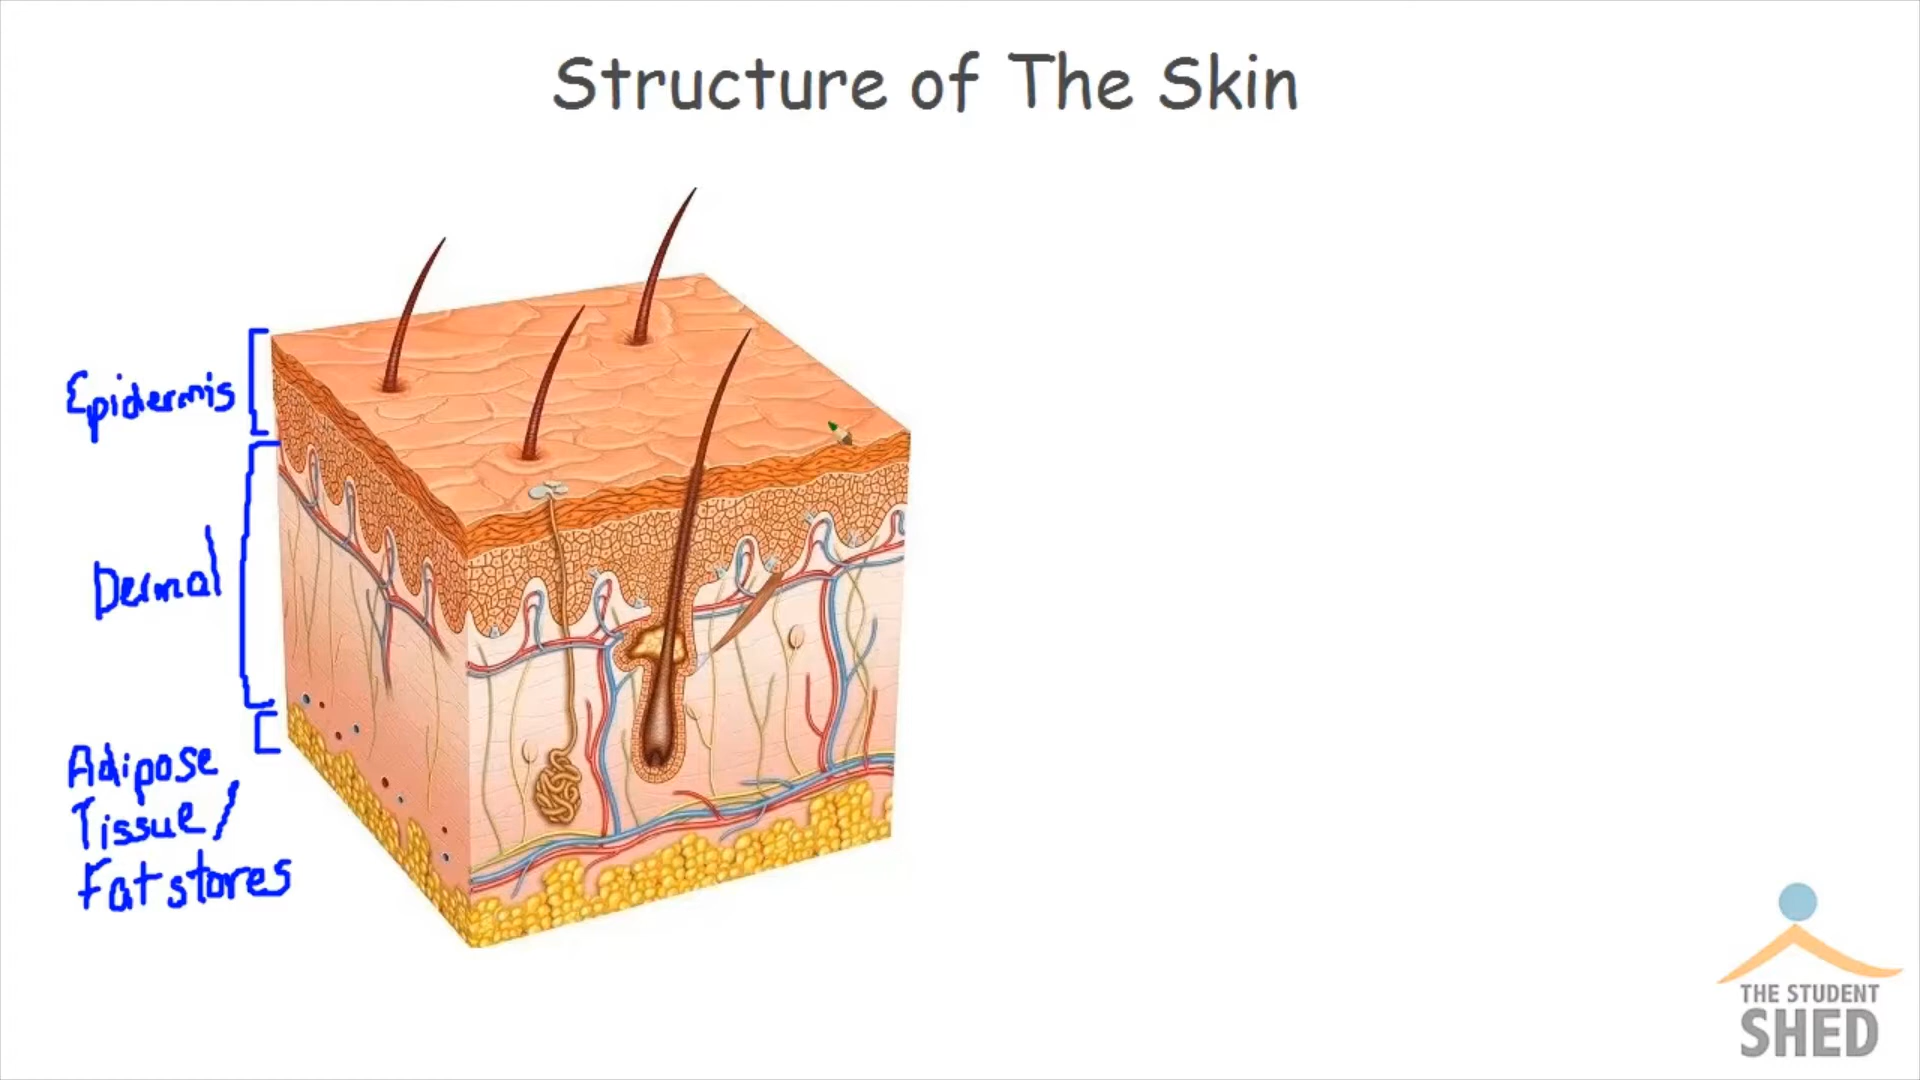 Structure of The Skin
Epidermis
Dermal
Adipose
Tissue/
Fat stores
THE STUDENT
SHED